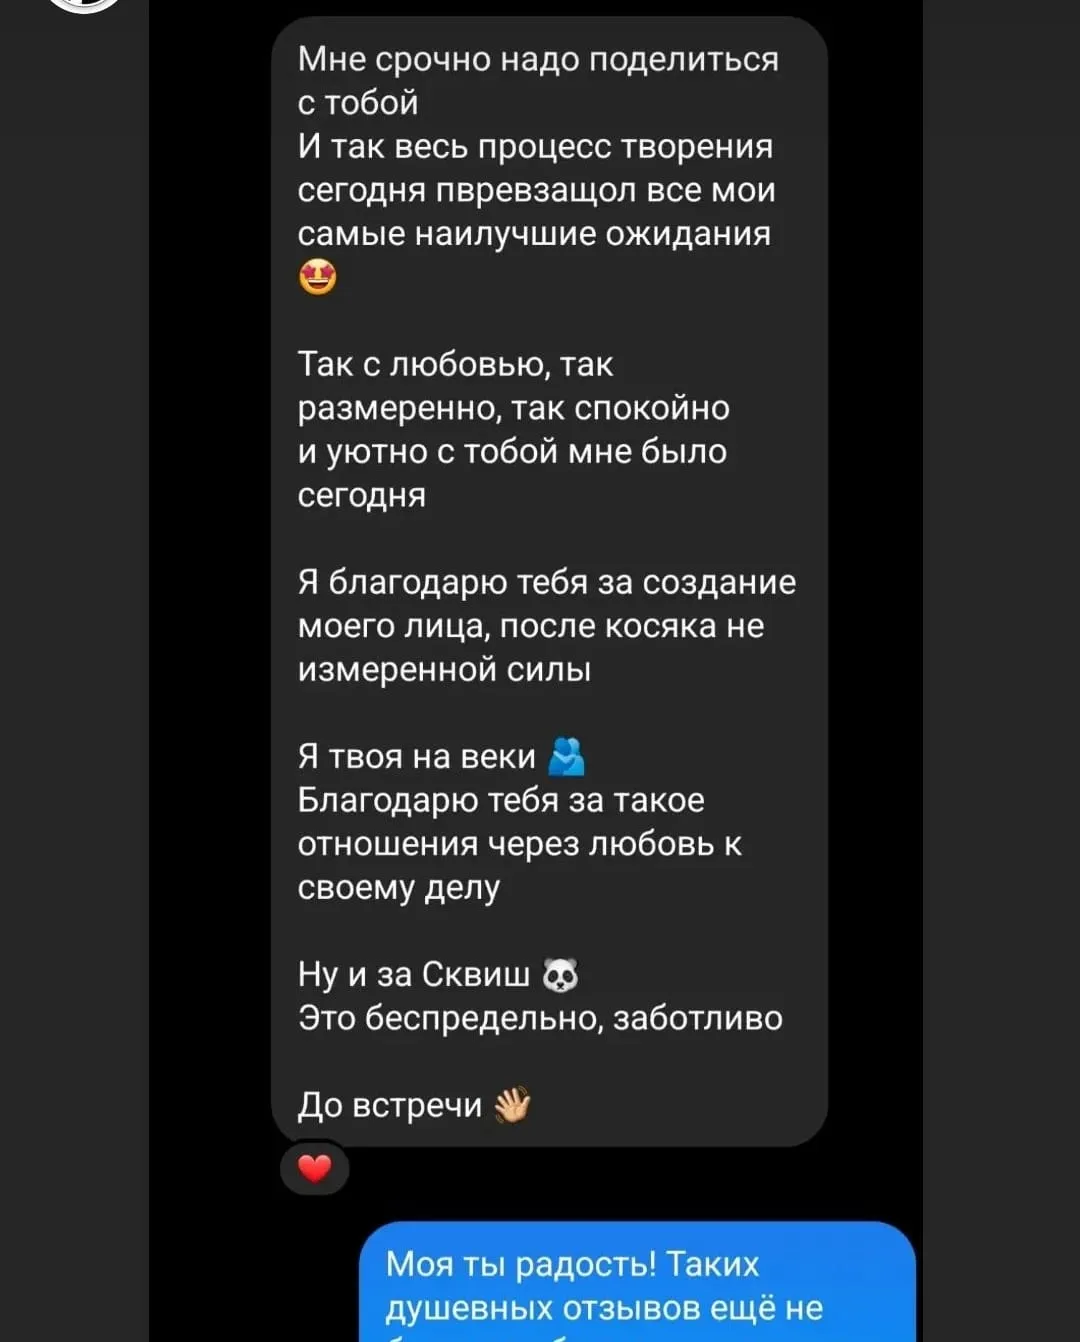 Мне срочно надо поделиться
с тобой
И так весь процесс творения
сегодня пвревзащол все мои
самые наилучшие ожидания
🤩
Так с любовью, так
размеренно, так спокойно
и уютно с тобой мне было
сегодня
Я благодарю тебя за создание
моего лица, после косяка не
измеренной силы
Я твоя на веки 🫂
Благодарю тебя за такое
отношения через любовь к
своему делу
Ну и за Сквиш 🐼
Это беспредельно, заботливо
До встречи 👋🏼
❤️
Моя ты радость! Таких
душевных отзывов ещё не